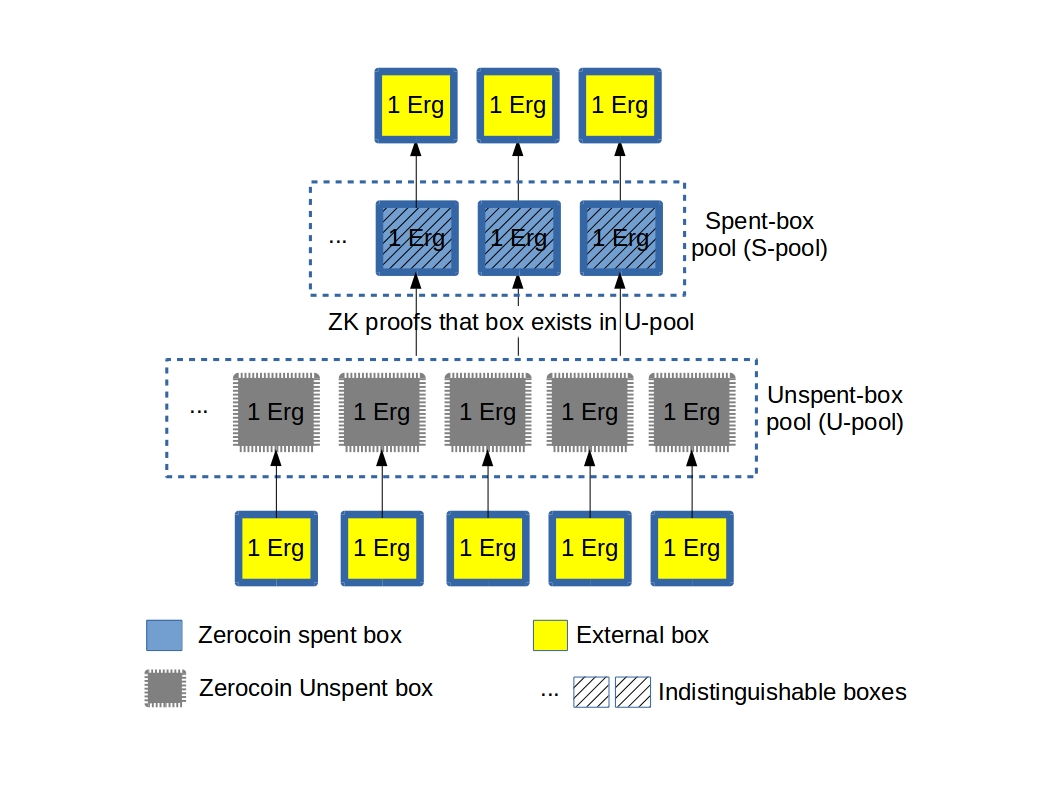 1 Erg 1 Erg 1 Erg
... 1 Erg 1 Erg 1 Erg
Spent-box
pool (S-pool)
ZK proofs that box exists in U-pool
... 1 Erg 1 Erg 1 Erg 1 Erg 1 Erg
Unspent-box
pool (U-pool)
1 Erg 1 Erg 1 Erg 1 Erg 1 Erg
Zerocoin spent box
External box
Zerocoin Unspent box
... Indistinguishable boxes